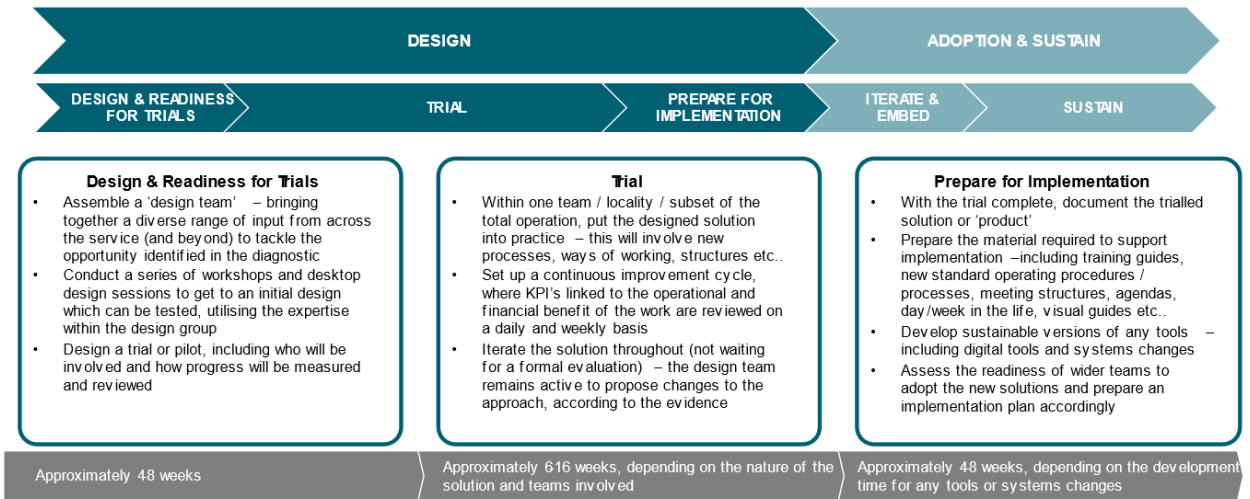 DESIGN
ADOPTION & SUSTAIN
DESIGN & READINESS
FOR TRIALS
TRIAL
PREPARE FOR
IMPLEMENTATION
ITERATE &
EMBED
SUSTAIN
Design & Readiness for Trials
• Assemble a ‘design team’ – bringing
together a diverse range of input from across
the service (and beyond) to tackle the
opportunity identified in the diagnostic
• Conduct a series of workshops and desktop
design sessions to get to an initial design
which can be tested, utilising the expertise
within the design group
• Design a trial or pilot, including who will be
involved and how progress will be measured
and reviewed
Trial
• Within one team / locality / subset of the
total operation, put the designed solution
into practice – this will involve new
processes, ways of working, structures etc..
• Set up a continuous improvement cycle,
where KPI’s linked to the operational and
financial benefit of the work are reviewed on
a daily and weekly basis
• Iterate the solution throughout (not waiting
for a formal evaluation) – the design team
remains active to propose changes to the
approach, according to the evidence
Prepare for Implementation
• With the trial complete, document the trialled
solution or ‘product’
• Prepare the material required to support
implementation –including training guides,
new standard operating procedures /
processes, meeting structures, agendas,
day/week in the life, visual guides etc..
• Develop sustainable versions of any tools –
including digital tools and systems changes
• Assess the readiness of wider teams to
adopt the new solutions and prepare an
implementation plan accordingly
Approximately 48 weeks
Approximately 616 weeks, depending on the nature of the
solution and teams involved
Approximately 48 weeks, depending on the development
time for any tools or systems changes